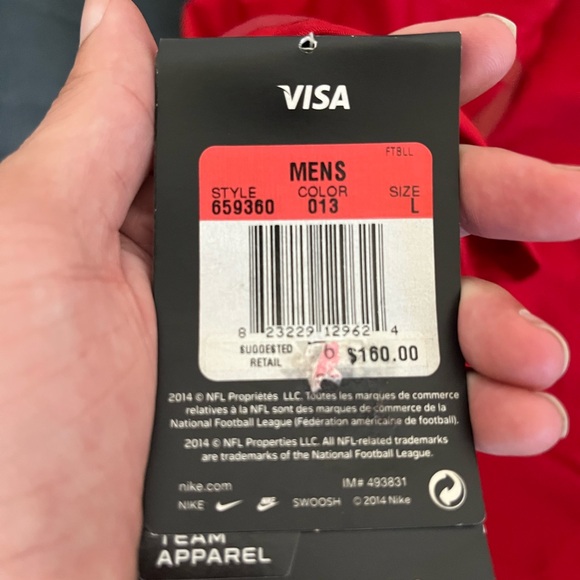 VISA
FTBLL
MENS
STYLE COLOR SIZE
659360 013 L
8 23229 12962 4
SUGGESTED
RETAIL 6 $160.00
2014 © NFL Propriétés LLC. Toutes les marques de commerce
relatives à la NFL sont des marques de commerce de la
National Football League (Fédération américaine de football).
2014 © NFL Properties LLC. All NFL-related trademarks
are trademarks of the National Football League.
nike.com IM# 493831
NIKE SWOOSH © 2014 Nike
TEAM
APPAREL